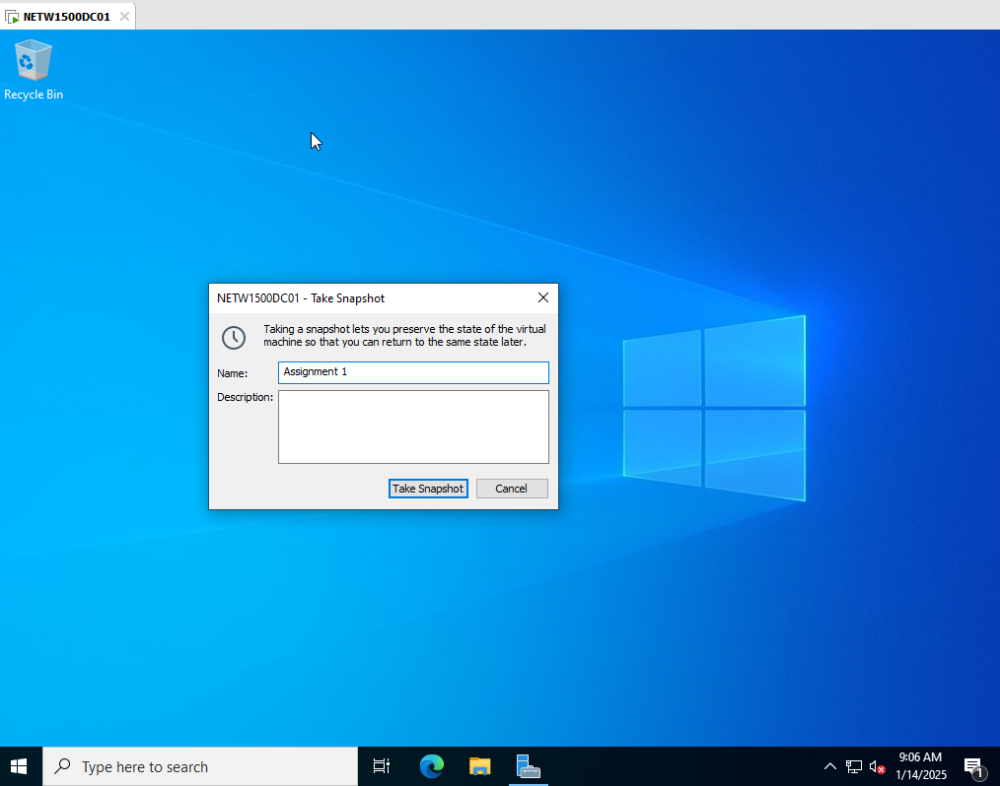 NETW1500DC01
Recycle Bin
NETW1500DC01 - Take Snapshot
Taking a snapshot lets you preserve the state of the virtual
machine so that you can return to the same state later.
Name:
Assignment 1
Description:
Take Snapshot
Cancel
Type here to search
9:06 AM
1/14/2025
1